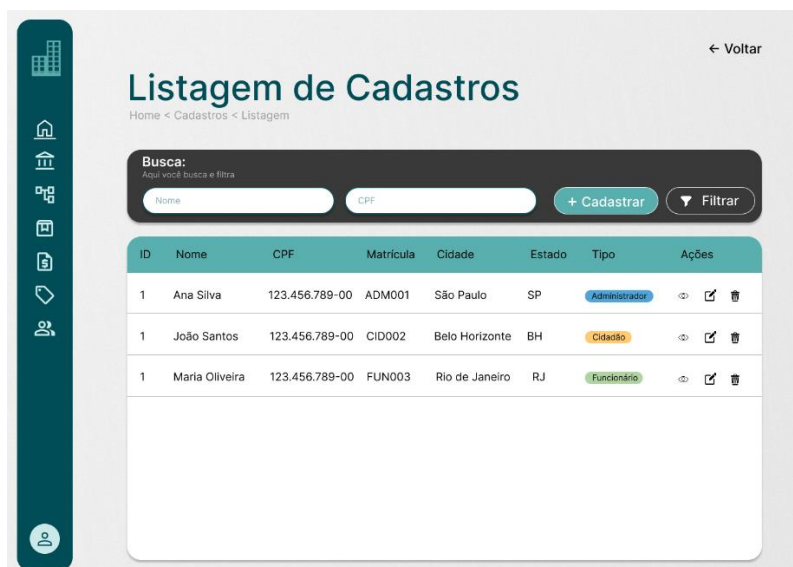 ← Voltar
Listagem de Cadastros
Home < Cadastros < Listagem
Busca:
Aqui você busca e filtra
Nome CPF + Cadastrar Filtrar
ID Nome CPF Matrícula Cidade Estado Tipo Ações
1 Ana Silva 123.456.789-00 ADM001 São Paulo SP Administrador
1 João Santos 123.456.789-00 CID002 Belo Horizonte BH Cidadão
1 Maria Oliveira 123.456.789-00 FUN003 Rio de Janeiro RJ Funcionário